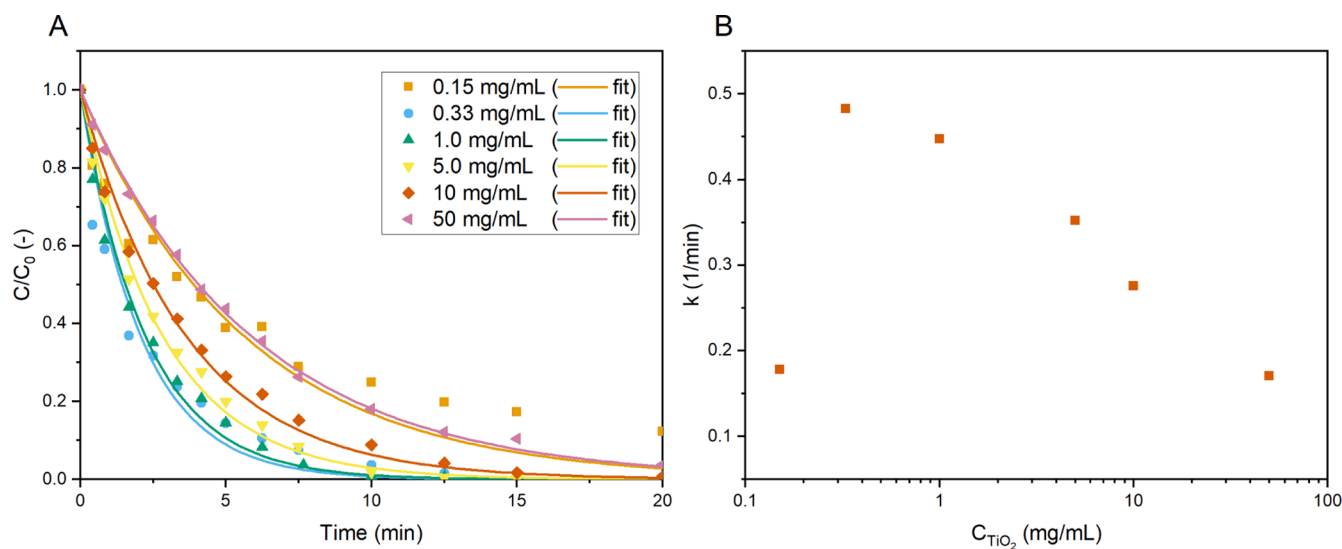 A
C/C₀ (-)
1.0
0.8
0.6
0.4
0.2
0.0
0.15 mg/mL (fit)
0.33 mg/mL (fit)
1.0 mg/mL (fit)
5.0 mg/mL (fit)
10 mg/mL (fit)
50 mg/mL (fit)
0 5 10 15 20
Time (min)
B
k (1/min)
0.5
0.4
0.3
0.2
0.1
0.1 1 10 100
C_TiO₂ (mg/mL)